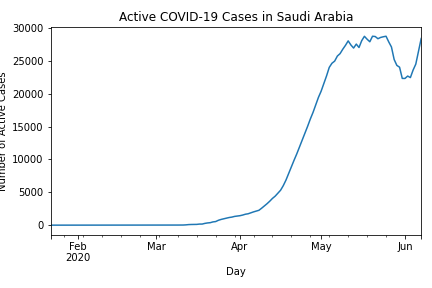 Active COVID-19 Cases in Saudi Arabia
Number of Active Cases
30000
25000
20000
15000
10000
5000
0
Feb
2020
Mar
Apr
May
Jun
Day